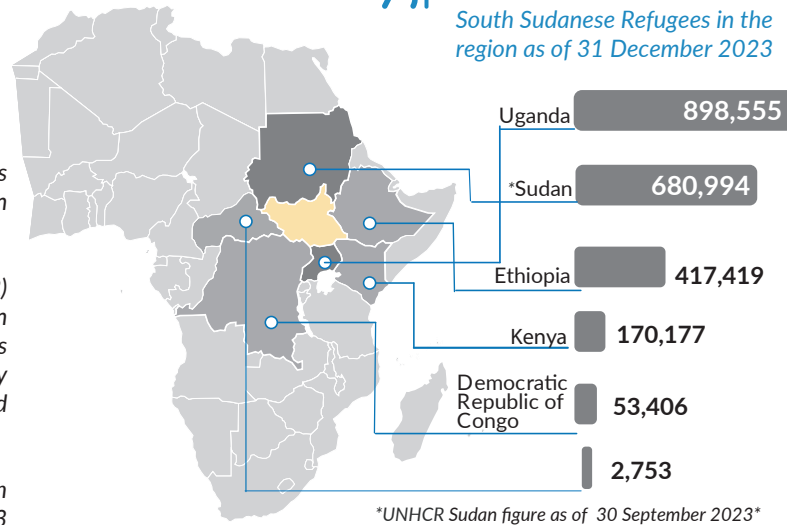 South Sudanese Refugees in the
region as of 31 December 2023
Uganda
898,555
*Sudan
680,994
Ethiopia
417,419
Kenya
170,177
Democratic
Republic of
Congo
53,406
2,753
*UNHCR Sudan figure as of 30 September 2023*